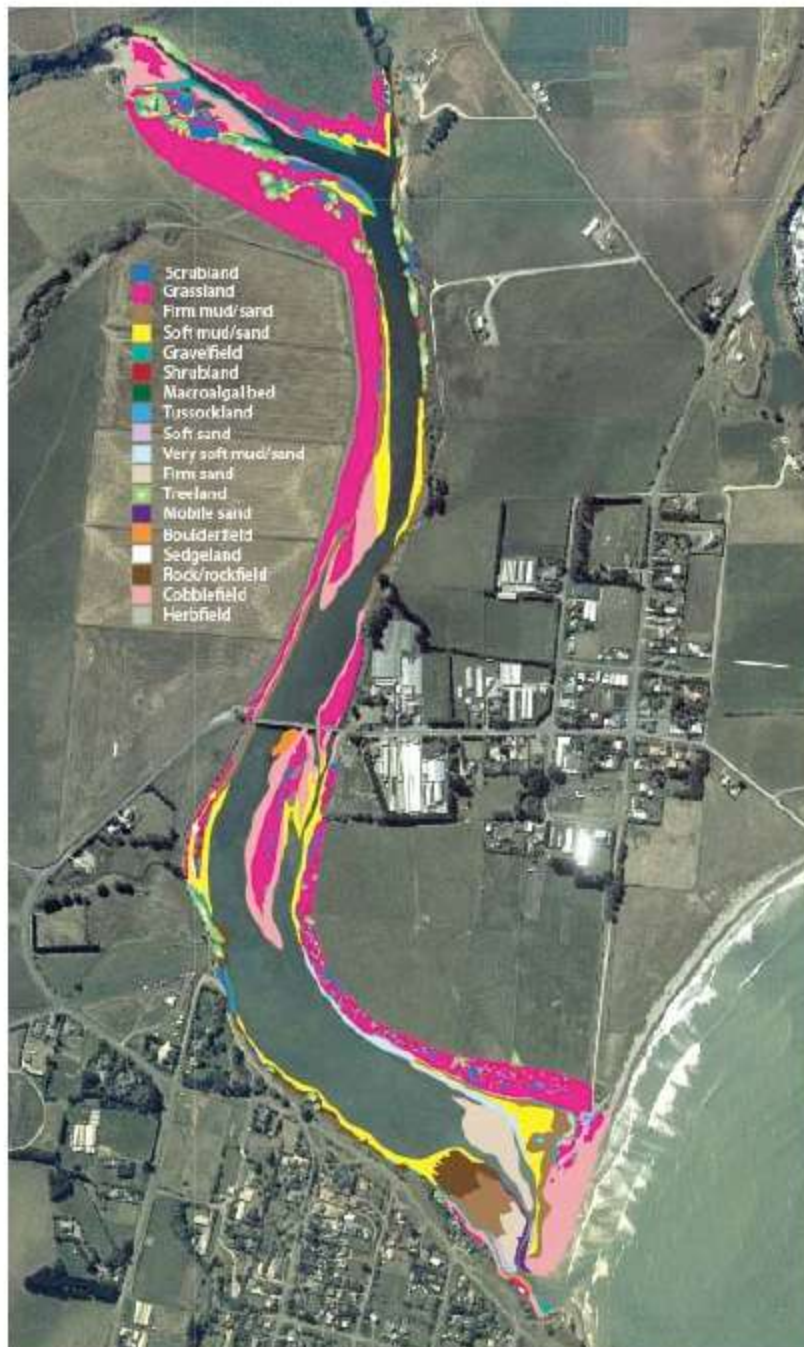 Scrubland
Grassland
Firm mud/sand
Soft mud/sand
Gravelfield
Shrubland
Macroalgal bed
Tussockland
Soft sand
Very soft mud/sand
Firm sand
Treeland
Mobile sand
Boulderfield
Sedgeland
Rock/rockfield
Cobblefield
Herbfield